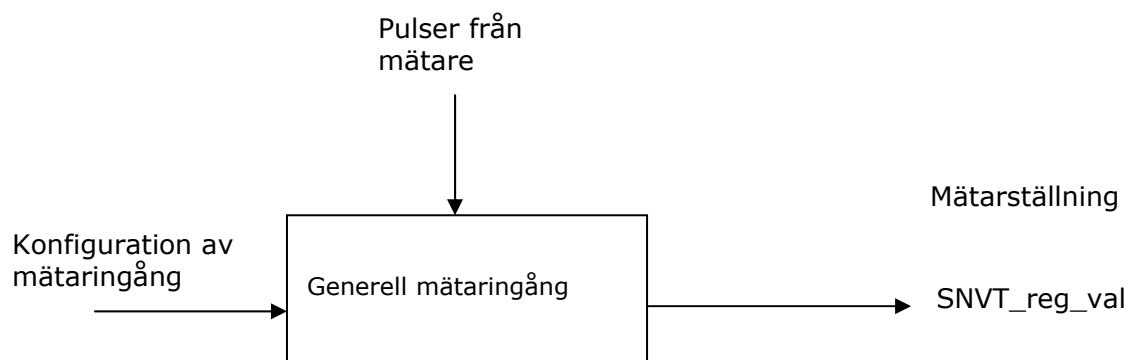 Pulser från
mätare
Mätarställning
Konfiguration av
mätaringång
Generell mätaringång
SNVT_reg_val